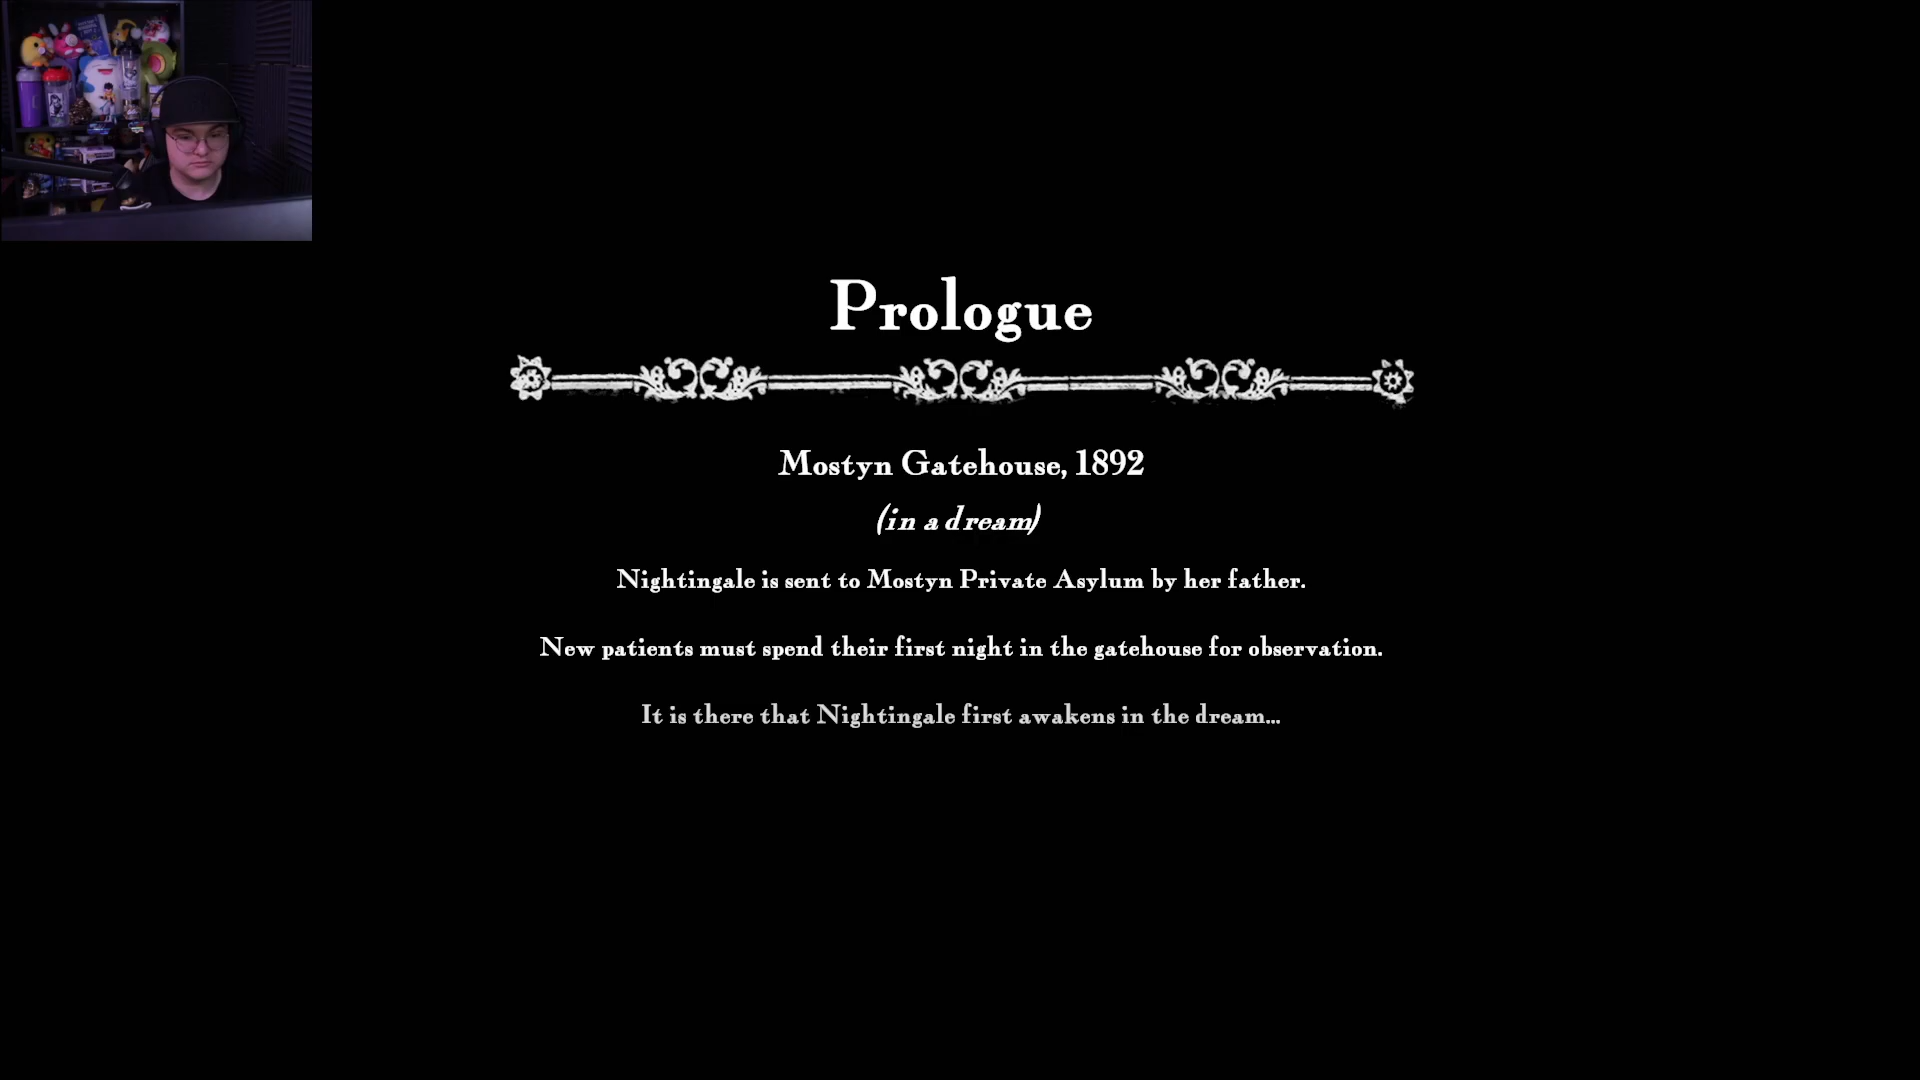 Prologue
Mostyn Gatehouse, 1892
(in a dream)
Nightingale is sent to Mostyn Private Asylum by her father.
New patients must spend their first night in the gatehouse for observation.
It is there that Nightingale first awakens in the dream...